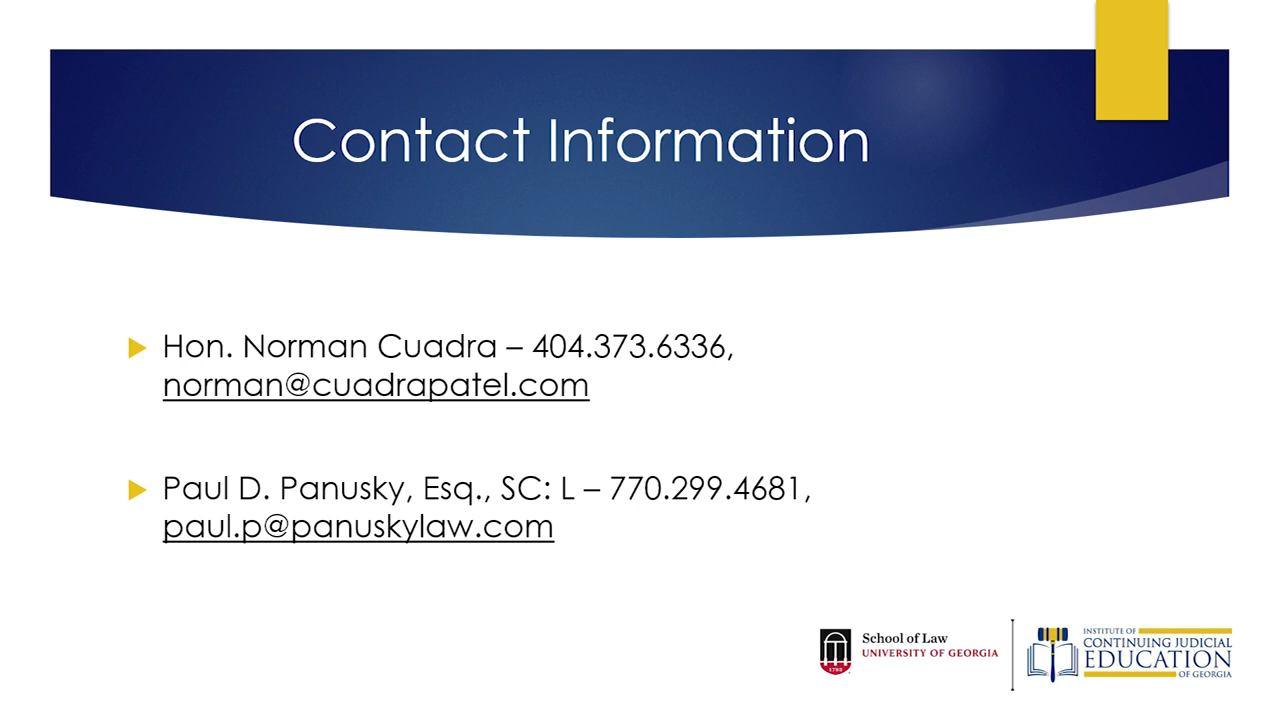 Contact Information
Hon. Norman Cuadra – 404.373.6336,
norman@cuadrapatel.com
Paul D. Panusky, Esq., SC: L – 770.299.4681,
paul.p@panuskylaw.com
School of Law
UNIVERSITY OF GEORGIA
1785
INSTITUTE OF
CONTINUING JUDICIAL
EDUCATION
OF GEORGIA